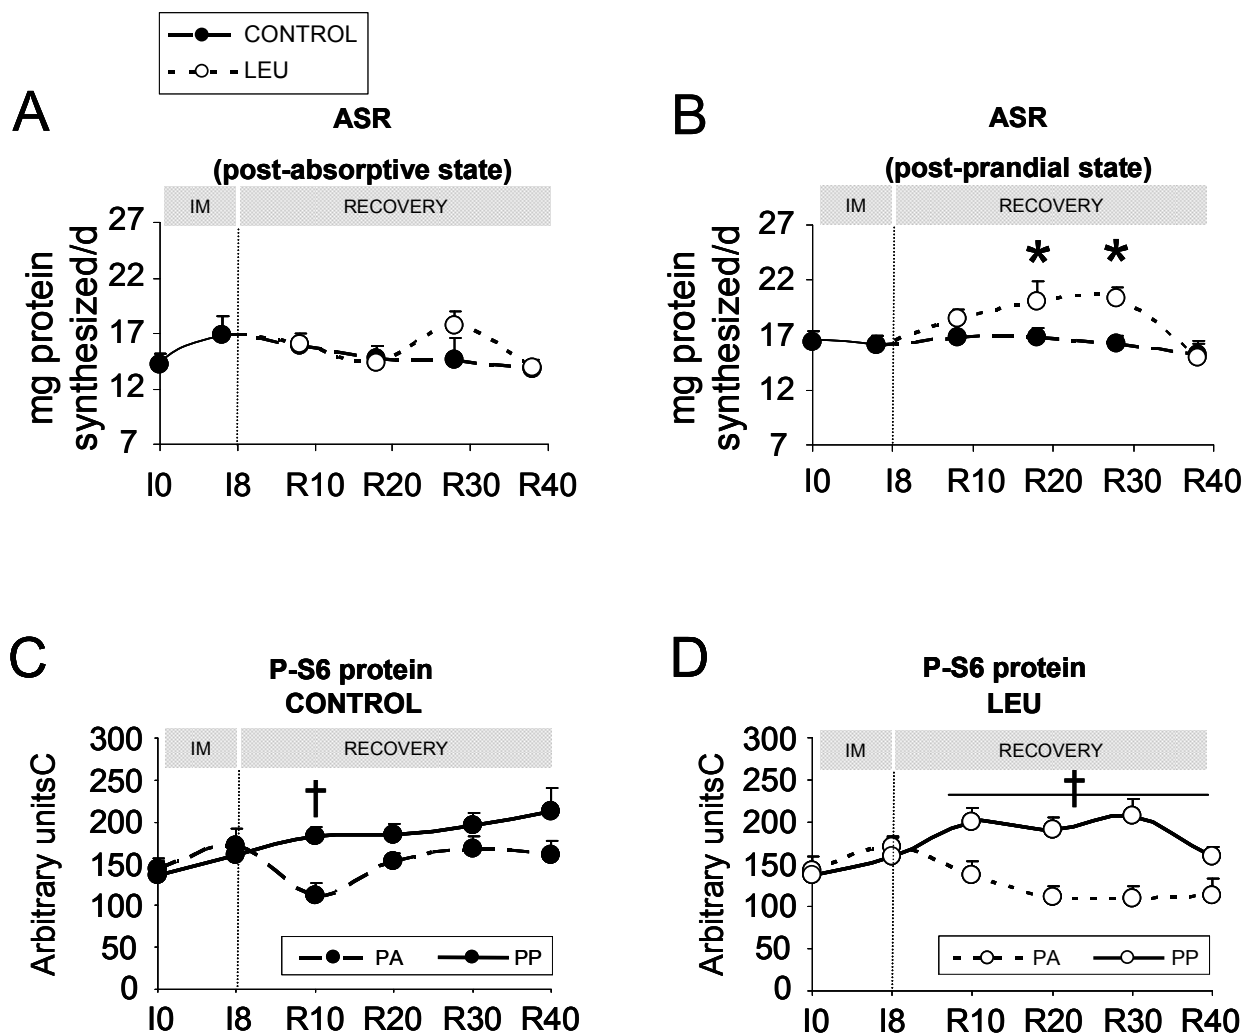 CONTROL
LEU
A
ASR
(post-absorptive state)
IM
RECOVERY
mg protein
synthesized/d
27
22
17
12
7
I0 I8 R10 R20 R30 R40
B
ASR
(post-prandial state)
IM
RECOVERY
mg protein
synthesized/d
27
22
17
12
7
* *
I0 I8 R10 R20 R30 R40
C
P-S6 protein
CONTROL
IM
RECOVERY
Arbitrary unitsC
300
250
200
150
100
50
0
†
PA PP
I0 I8 R10 R20 R30 R40
D
P-S6 protein
LEU
IM
RECOVERY
Arbitrary unitsC
300
250
200
150
100
50
0
†
PA PP
I0 I8 R10 R20 R30 R40